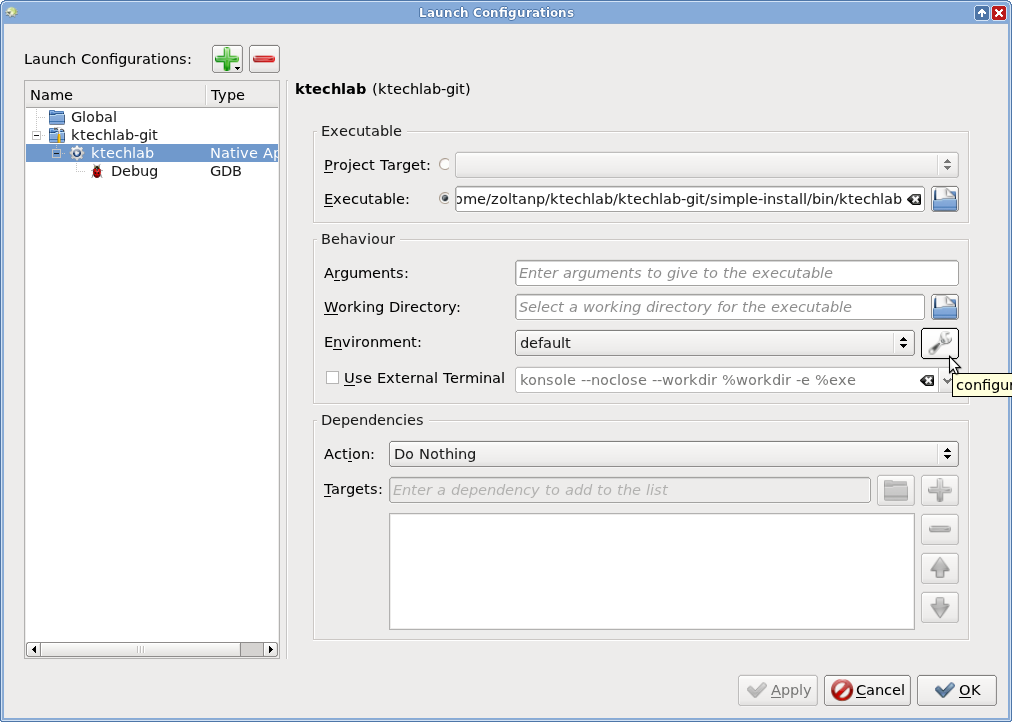 Launch Configurations
Launch Configurations:
Name Type
Global
ktechlab-git
ktechlab Native Ap
Debug GDB
ktechlab (ktechlab-git)
Executable
Project Target:
Executable: ome/zoltanp/ktechlab/ktechlab-git/simple-install/bin/ktechlab
Behaviour
Arguments: Enter arguments to give to the executable
Working Directory: Select a working directory for the executable
Environment: default
Use External Terminal konsole --noclose --workdir %workdir -e %exe
configur
Dependencies
Action: Do Nothing
Targets: Enter a dependency to add to the list
Apply Cancel OK